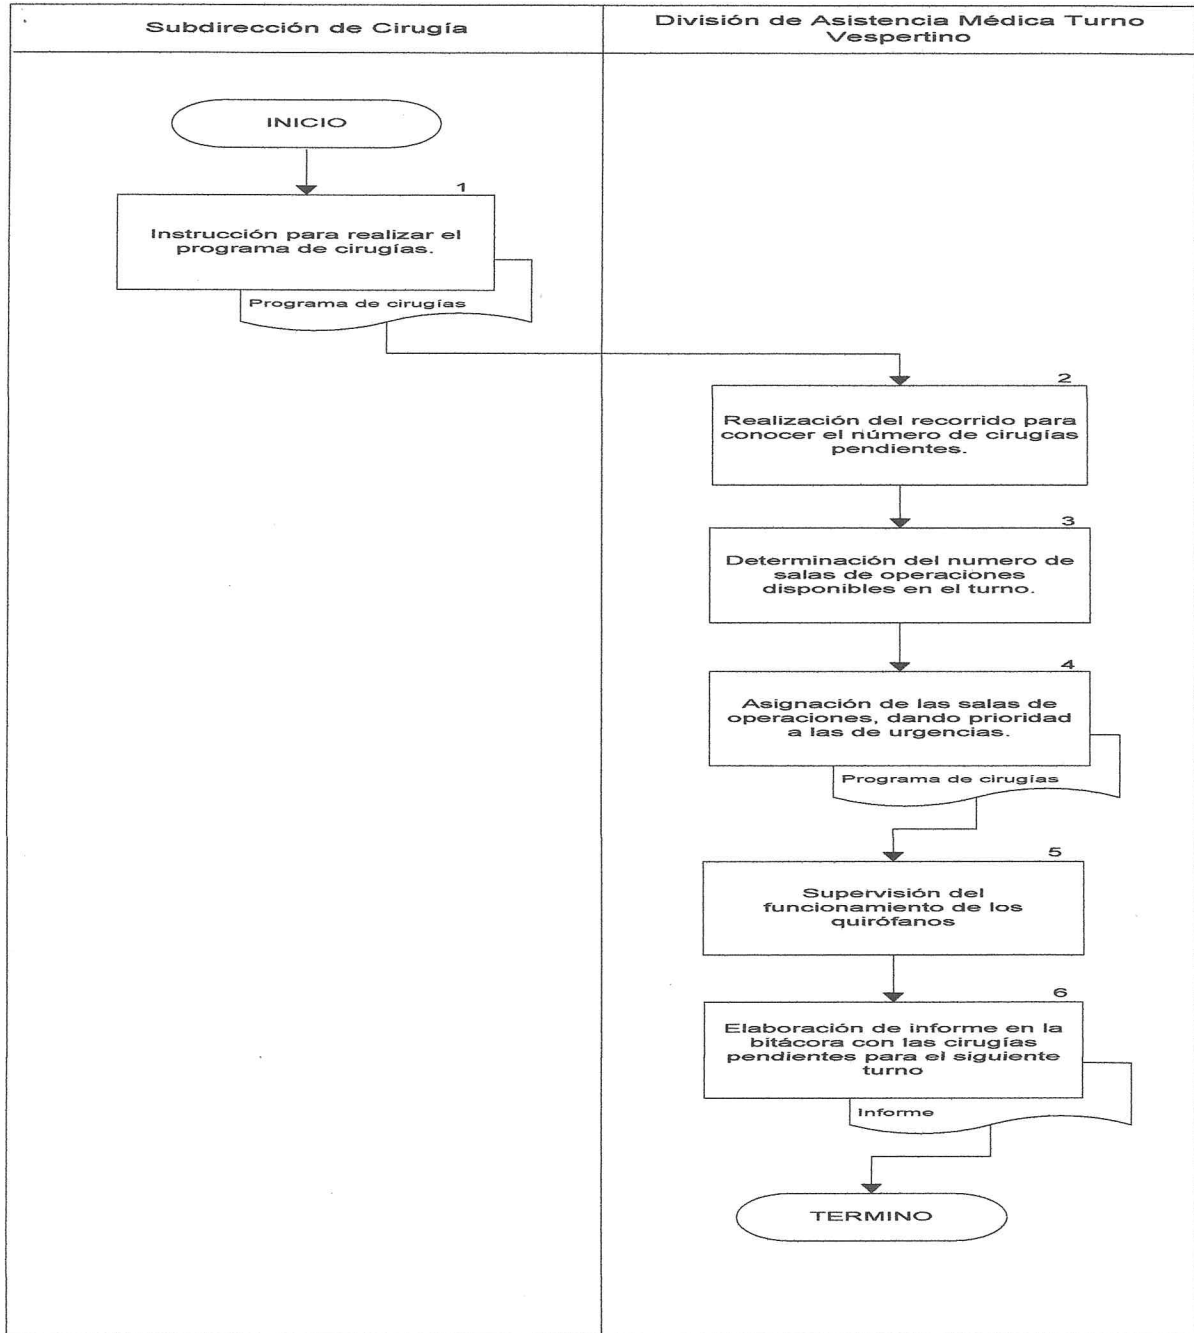 Subdirección de Cirugía
División de Asistencia Médica Turno
Vespertino
INICIO
1
Instrucción para realizar el
programa de cirugías.
Programa de cirugías
2
Realización del recorrido para
conocer el número de cirugías
pendientes.
3
Determinación del numero de
salas de operaciones
disponibles en el turno.
4
Asignación de las salas de
operaciones, dando prioridad
a las de urgencias.
Programa de cirugías
5
Supervisión del
funcionamiento de los
quirófanos
6
Elaboración de informe en la
bitácora con las cirugías
pendientes para el siguiente
turno
Informe
TERMINO